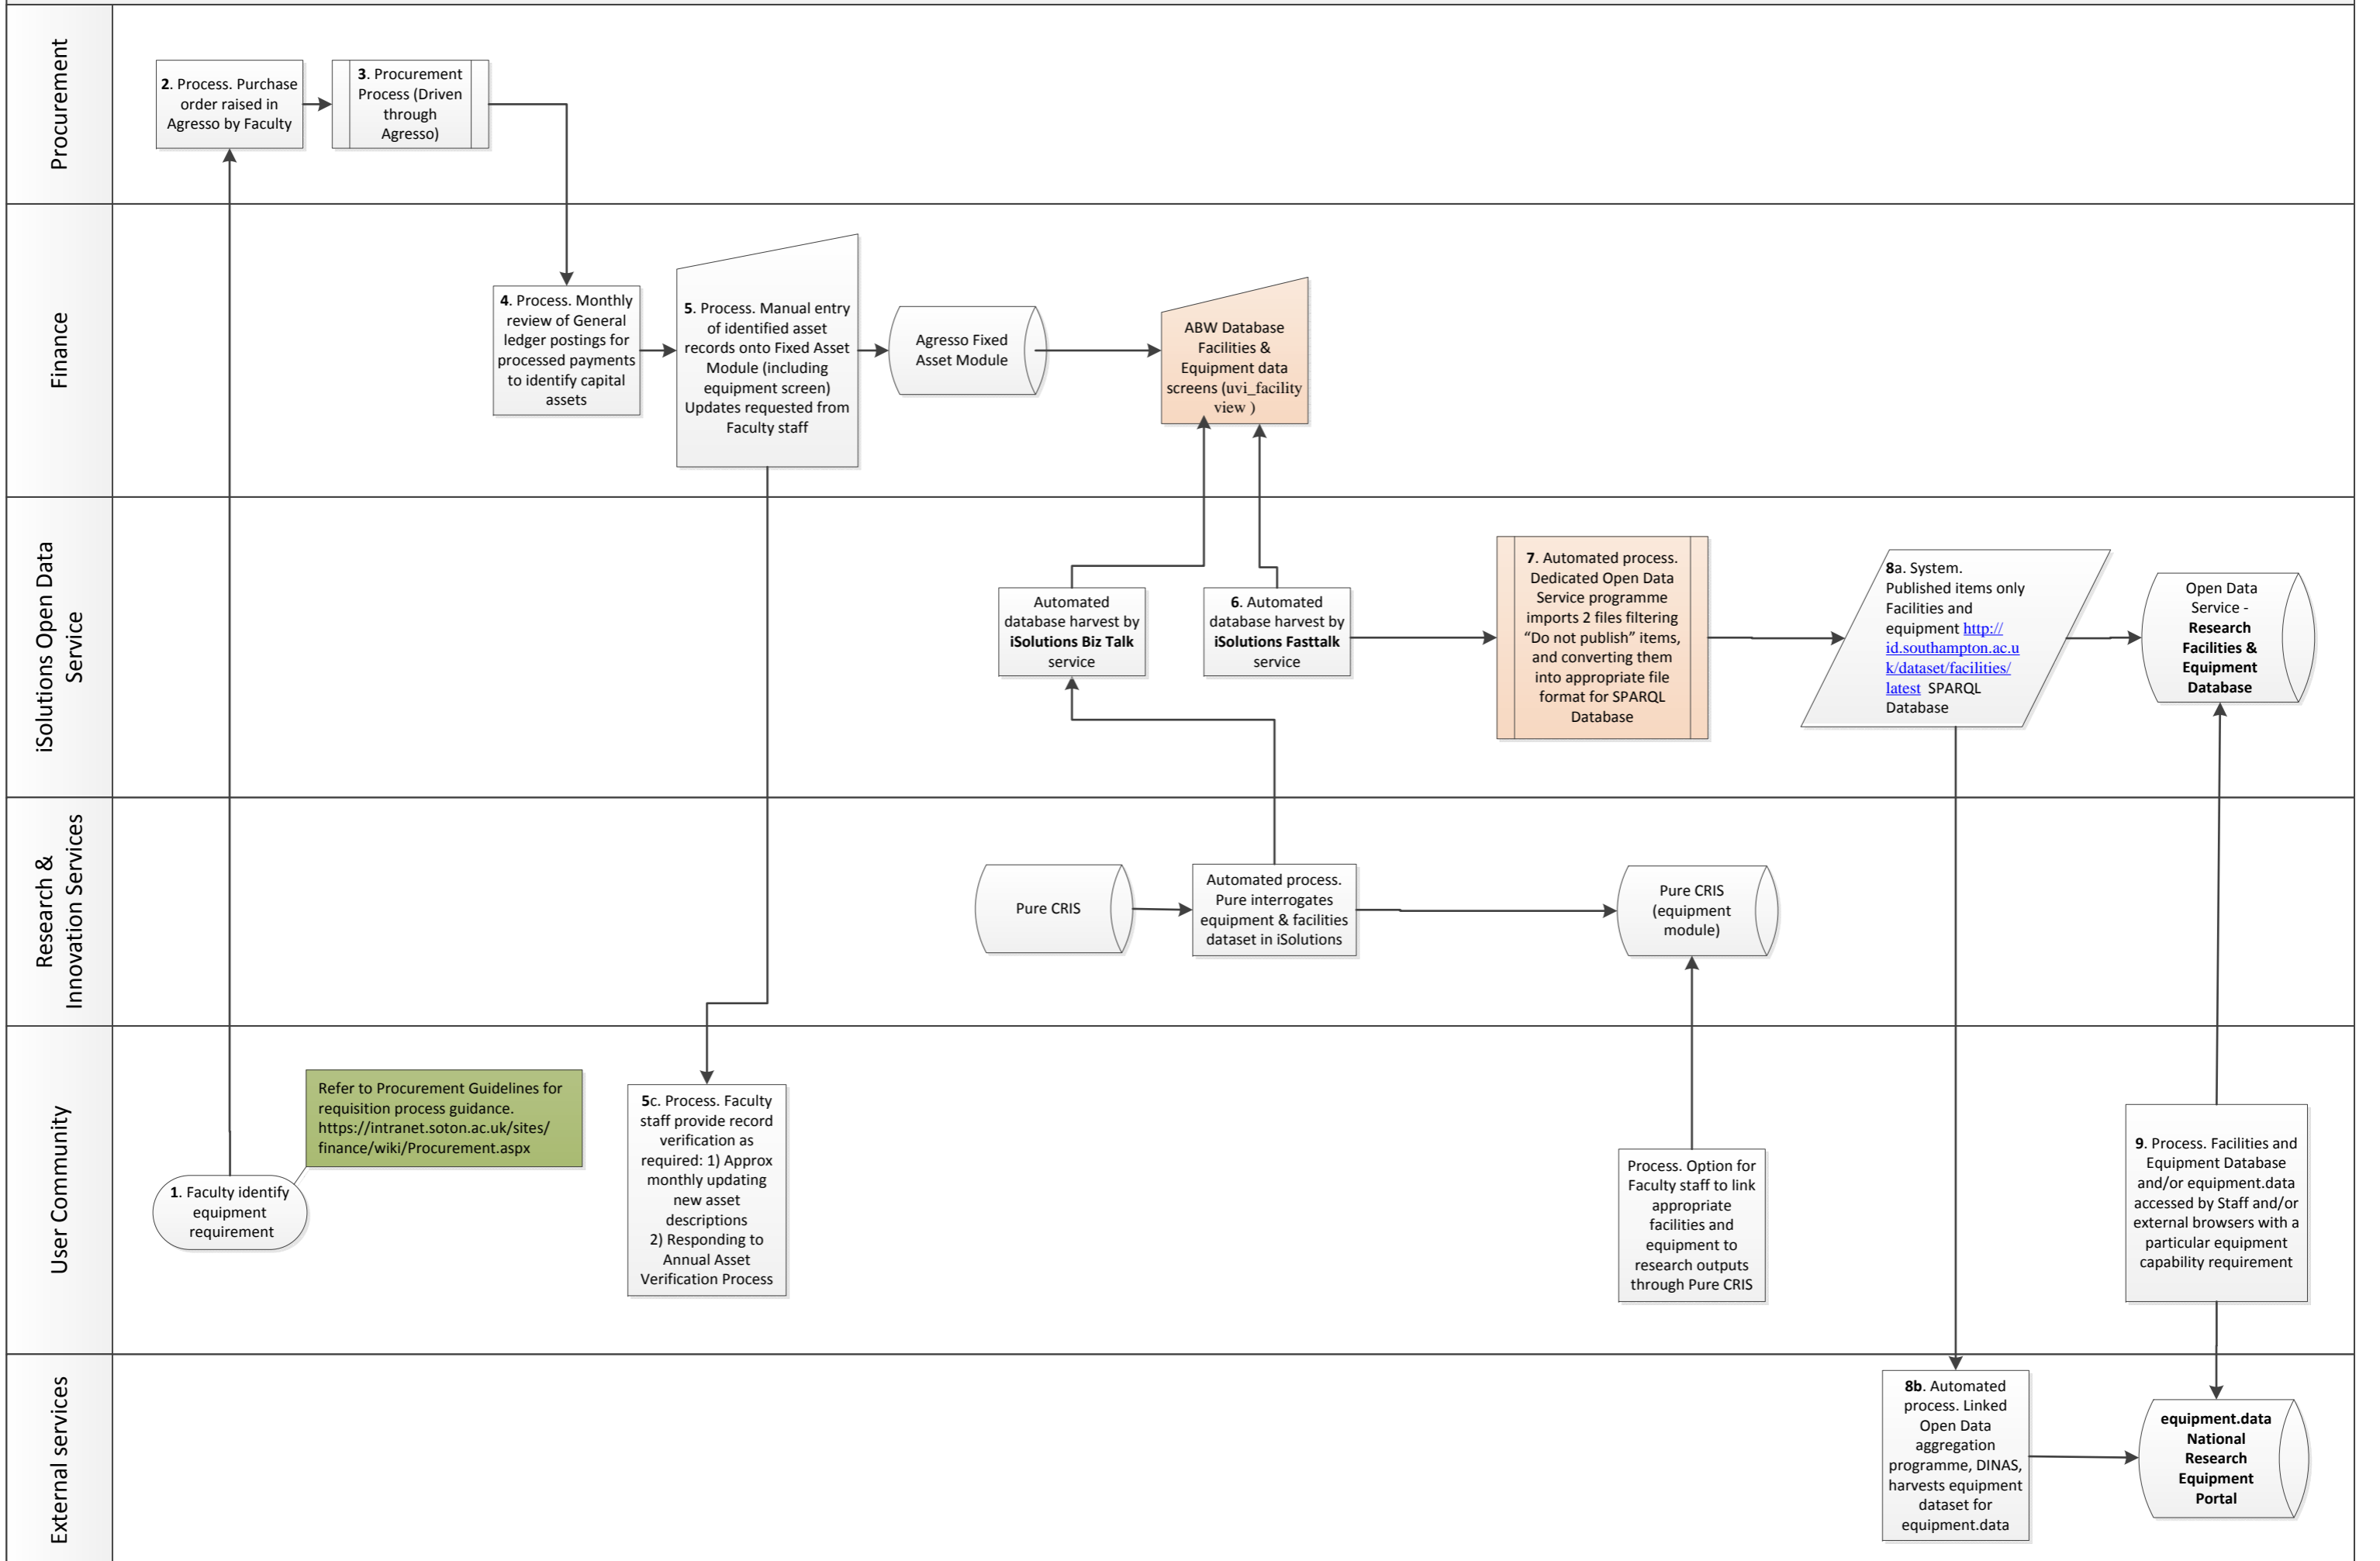 Procurement
2. Process. Purchase
order raised in
Agresso by Faculty
3. Procurement
Process (Driven
through
Agresso)
Finance
4. Process. Monthly
review of General
ledger postings for
processed payments
to identify capital
assets
5. Process. Manual entry
of identified asset
records onto Fixed Asset
Module (including
equipment screen)
Updates requested from
Faculty staff
Agresso Fixed
Asset Module
ABW Database
Facilities &
Equipment data
screens (uvi_facility
view )
iSolutions Open Data
Service
Automated
database harvest by
iSolutions Biz Talk
service
6. Automated
database harvest by
iSolutions Fasttalk
service
7. Automated process.
Dedicated Open Data
Service programme
imports 2 files filtering
“Do not publish” items,
and converting them
into appropriate file
format for SPARQL
Database
8a. System.
Published items only
Facilities and
equipment http://
id.southampton.ac.u
k/dataset/facilities/
latest SPARQL
Database
Open Data
Service -
Research
Facilities &
Equipment
Database
Research &
Innovation Services
Pure CRIS
Automated process.
Pure interrogates
equipment & facilities
dataset in iSolutions
Pure CRIS
(equipment
module)
User Community
1. Faculty identify
equipment
requirement
Refer to Procurement Guidelines for
requisition process guidance.
https://intranet.soton.ac.uk/sites/
finance/wiki/Procurement.aspx
5c. Process. Faculty
staff provide record
verification as
required: 1) Approx
monthly updating
new asset
descriptions
2) Responding to
Annual Asset
Verification Process
Process. Option for
Faculty staff to link
appropriate
facilities and
equipment to
research outputs
through Pure CRIS
9. Process. Facilities and
Equipment Database
and/or equipment.data
accessed by Staff and/or
external browsers with a
particular equipment
capability requirement
External services
8b. Automated
process. Linked
Open Data
aggregation
programme, DINAS,
harvests equipment
dataset for
equipment.data
equipment.data
National
Research
Equipment
Portal